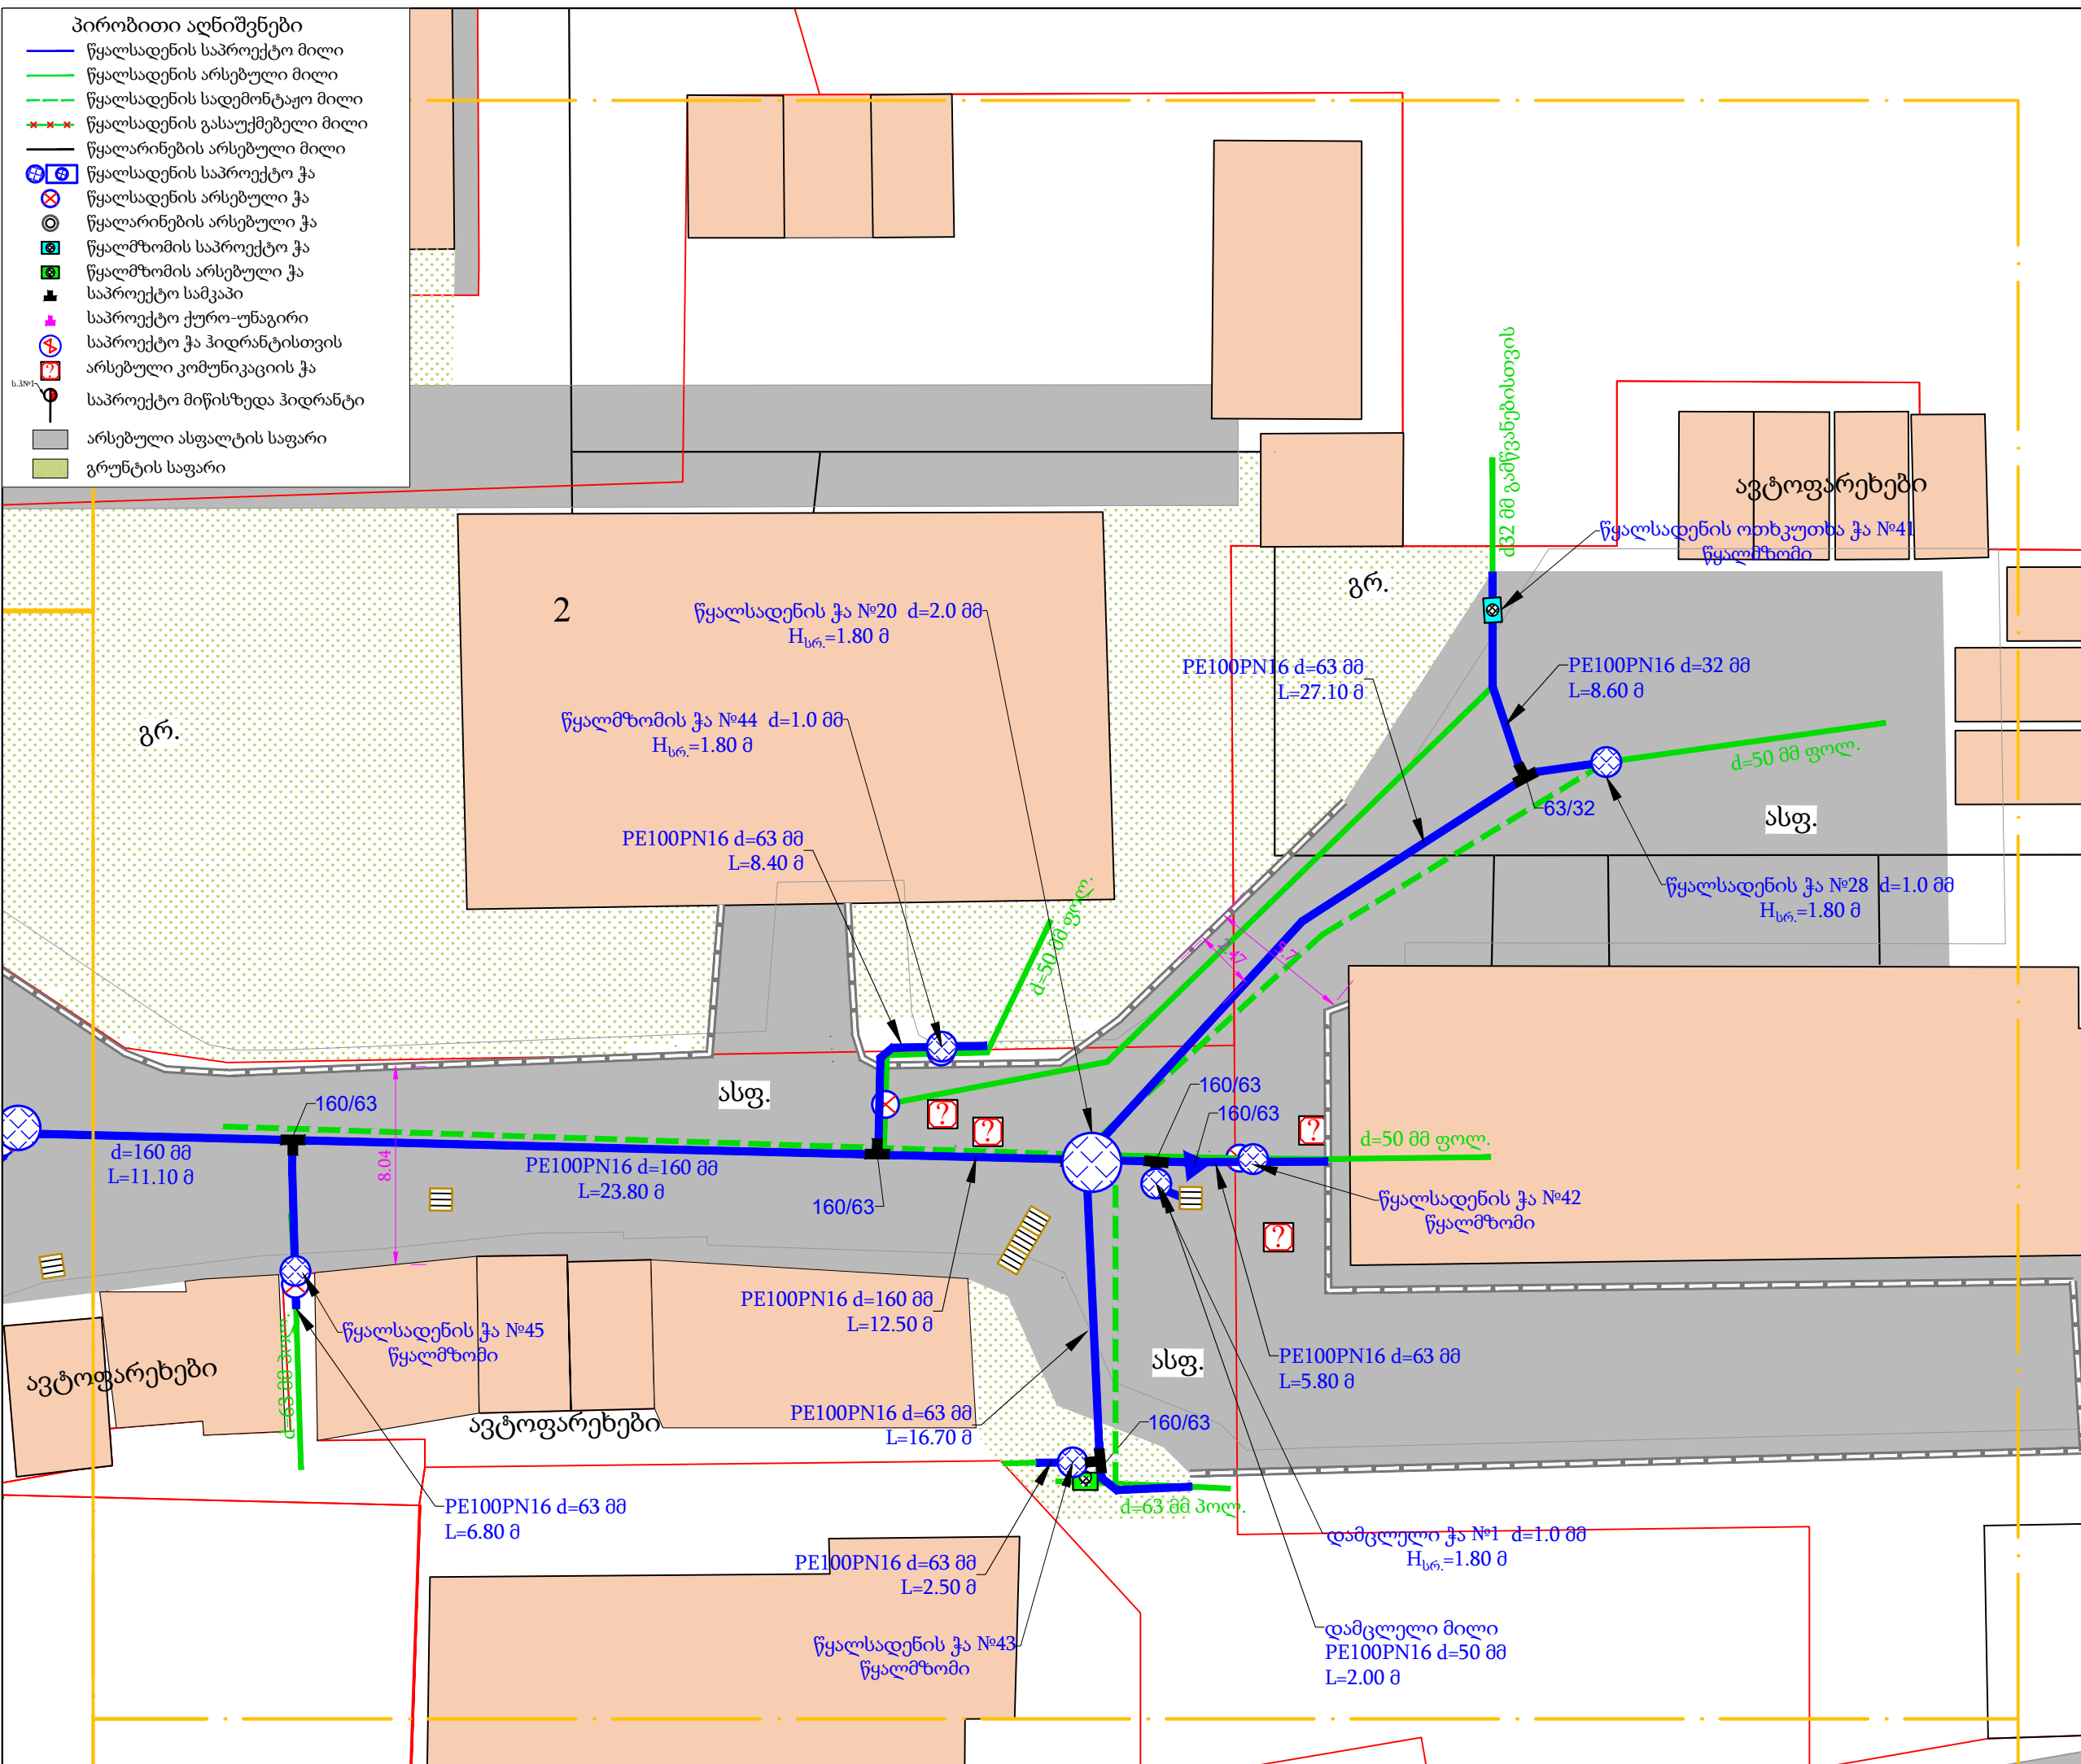 პირობითი აღნიშვნები
წყალსადენის საპროექტო მილი
წყალსადენის არსებული მილი
წყალსადენის სადემონტაჟო მილი
წყალსადენის გასაუქმებელი მილი
წყალარინების არსებული მილი
წყალსადენის საპროექტო ჭა
წყალსადენის არსებული ჭა
წყალარინების არსებული ჭა
წყალმზომის საპროექტო ჭა
წყალმზომის არსებული ჭა
საპროექტო სამკაპი
საპროექტო ქურო-უნაგირი
საპროექტო ჭა ჰიდრანტისთვის
არსებული კომუნიკაციის ჭა
საპროექტო მიწისზედა ჰიდრანტი
არსებული ასფალტის საფარი
გრუნტის საფარი
d32 მმ გამწვანებისთვის
ავტოფარეხები
წყალსადენის ოთხკუთხა ჭა №41
წყალმზომი
გრ.
2
წყალსადენის ჭა №20 d=2.0 მმ
Hსრ.=1.80 მ
PE100PN16 d=63 მმ
L=27.10 მ
PE100PN16 d=32 მმ
L=8.60 მ
გრ.
წყალმზომის ჭა №44 d=1.0 მმ
Hსრ.=1.80 მ
d=50 მმ ფოლ.
63/32
ასფ.
PE100PN16 d=63 მმ
L=8.40 მ
წყალსადენის ჭა №28 d=1.0 მმ
Hსრ.=1.80 მ
d=50 მმ ფოლ.
160/63
ასფ.
160/63
160/63
?
?
?
d=50 მმ ფოლ.
d=160 მმ
L=11.10 მ
8.04
PE100PN16 d=160 მმ
L=23.80 მ
160/63
წყალსადენის ჭა №42
წყალმზომი
?
PE100PN16 d=160 მმ
L=12.50 მ
წყალსადენის ჭა №45
წყალმზომი
ავტოფარეხები
d=63 მმ პოლ.
ასფ.
PE100PN16 d=63 მმ
L=5.80 მ
ავტოფარეხები
PE100PN16 d=63 მმ
L=16.70 მ
160/63
PE100PN16 d=63 მმ
L=6.80 მ
d=63 მმ პოლ.
დამცლელი ჭა №1 d=1.0 მმ
Hსრ.=1.80 მ
PE100PN16 d=63 მმ
L=2.50 მ
წყალსადენის ჭა №43
წყალმზომი
დამცლელი მილი
PE100PN16 d=50 მმ
L=2.00 მ